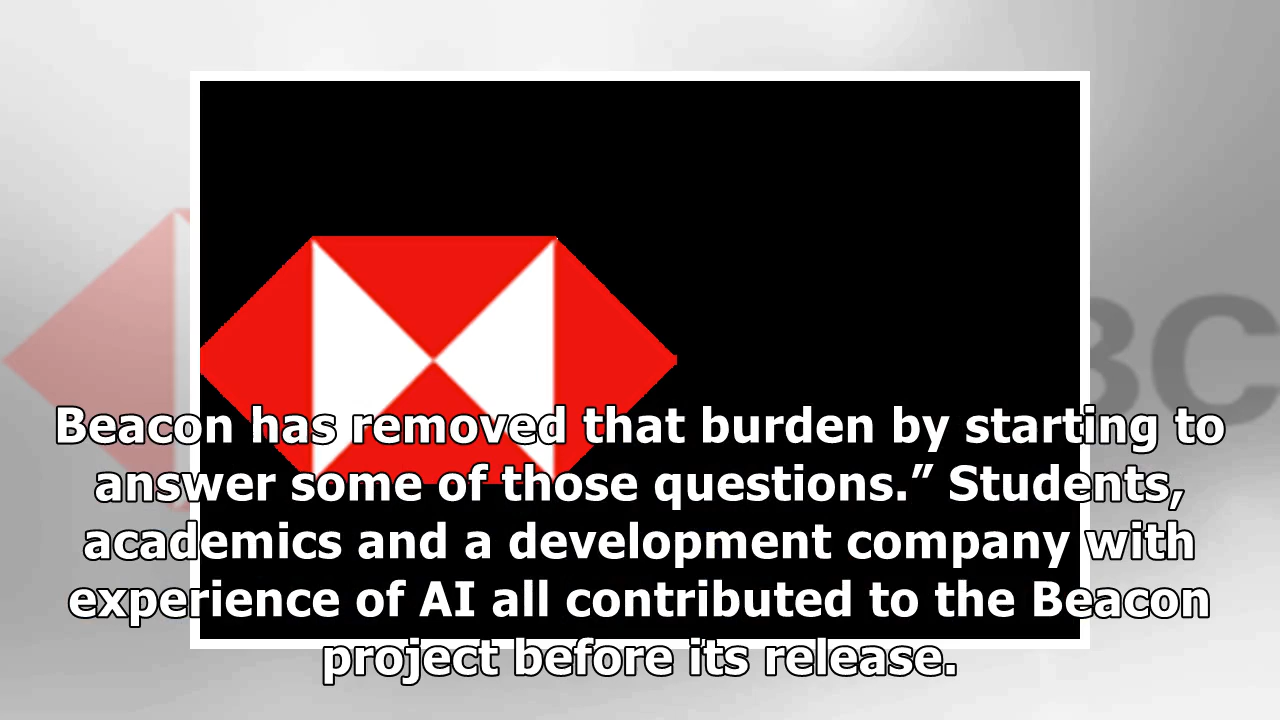 BC
Beacon has removed that burden by starting to
answer some of those questions.” Students,
academics and a development company with
experience of AI all contributed to the Beacon
project before its release.